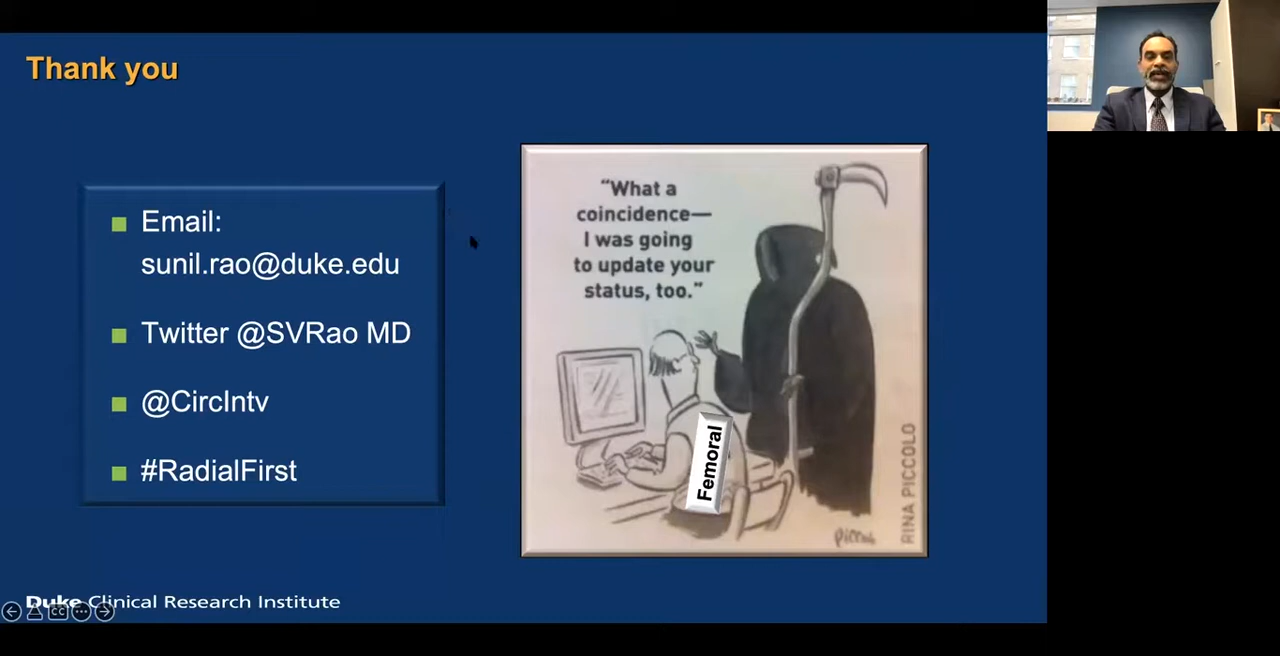 Thank you
Email:
sunil.rao@duke.edu
Twitter @SVRao MD
@CircIntv
#RadialFirst
“What a
coincidence—
I was going
to update your
status, too.”
Femoral
RINA PICCOLO
Duke Clinical Research Institute
CC